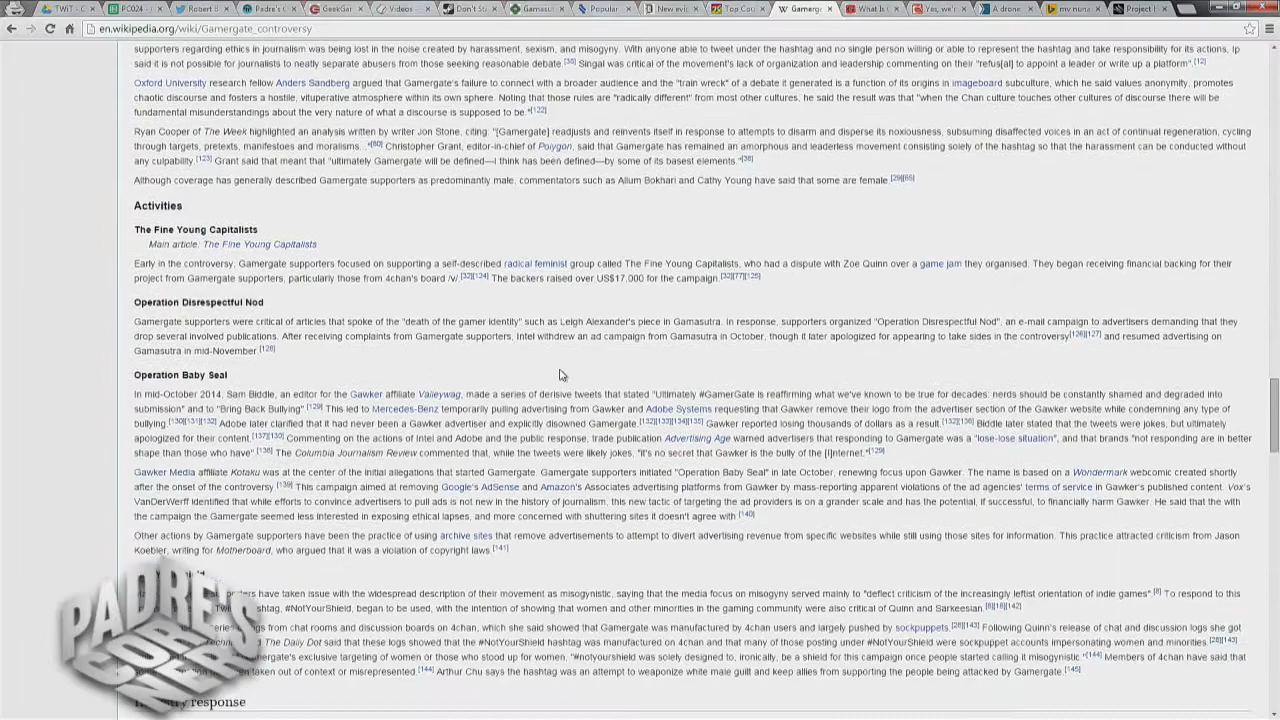 TWiT - C
PC024 -
Robert B
Padre's C
GeekGar
Videos
Don't St
Gamasut
Popular
New evic
Top Cou
Gamerg
What Is
Yes, we'r
A drone
mv nuna
Project
en.wikipedia.org/wiki/Gamergate_controversy
supporters regarding ethics in journalism was being lost in the noise created by harassment, sexism, and misogyny. With anyone able to tweet under the hashtag and no single person willing or able to represent the hashtag and take responsibility for its actions, Ip
said it is not possible for journalists to neatly separate abusers from those seeking reasonable debate.[35] Singal was critical of the movement's lack of organization and leadership commenting on their "refus[al] to appoint a leader or write up a platform".[12]
Oxford University research fellow Anders Sandberg argued that Gamergate's failure to connect with a broader audience and the "train wreck" of a debate it generated is a function of its origins in imageboard subculture, which he said values anonymity, promotes
chaotic discourse and fosters a hostile, vituperative atmosphere within its own sphere. Noting that those rules are "radically different" from most other cultures, he said the result was that "when the Chan culture touches other cultures of discourse there will be
fundamental misunderstandings about the very nature of what a discourse is supposed to be."[122]
Ryan Cooper of The Week highlighted an analysis written by writer Jon Stone, citing: "[Gamergate] readjusts and reinvents itself in response to attempts to disarm and disperse its noxiousness, subsuming disaffected voices in an act of continual regeneration, cycling
through targets, pretexts, manifestoes and moralisms..."[80] Christopher Grant, editor-in-chief of Polygon, said that Gamergate has remained an amorphous and leaderless movement consisting solely of the hashtag so that the harassment can be conducted without
any culpability.[123] Grant said that meant that "ultimately Gamergate will be defined—I think has been defined—by some of its basest elements."[38]
Although coverage has generally described Gamergate supporters as predominantly male, commentators such as Allum Bokhari and Cathy Young have said that some are female.[29][65]
Activities
The Fine Young Capitalists
Main article: The Fine Young Capitalists
Early in the controversy, Gamergate supporters focused on supporting a self-described radical feminist group called The Fine Young Capitalists, who had a dispute with Zoe Quinn over a game jam they organised. They began receiving financial backing for their
project from Gamergate supporters, particularly those from 4chan's board /v/.[32][124] The backers raised over US$17,000 for the campaign.[32][77][125]
Operation Disrespectful Nod
Gamergate supporters were critical of articles that spoke of the "death of the gamer identity" such as Leigh Alexander's piece in Gamasutra. In response, supporters organized "Operation Disrespectful Nod", an e-mail campaign to advertisers demanding that they
drop several involved publications. After receiving complaints from Gamergate supporters, Intel withdrew an ad campaign from Gamasutra in October, though it later apologized for appearing to take sides in the controversy[126][127] and resumed advertising on
Gamasutra in mid-November.[128]
Operation Baby Seal
In mid-October 2014, Sam Biddle, an editor for the Gawker affiliate Valleywag, made a series of derisive tweets that stated "Ultimately #GamerGate is reaffirming what we've known to be true for decades: nerds should be constantly shamed and degraded into
submission" and to "Bring Back Bullying".[129] This led to Mercedes-Benz temporarily pulling advertising from Gawker and Adobe Systems requesting that Gawker remove their logo from the advertiser section of the Gawker website while condemning any type of
bullying.[130][131][132] Adobe later clarified that it had never been a Gawker advertiser and explicitly disowned Gamergate.[132][133][134][135] Gawker reported losing thousands of dollars as a result.[132][136] Biddle later stated that the tweets were jokes, but ultimately
apologized for their content.[137][130] Commenting on the actions of Intel and Adobe and the public response, trade publication Advertising Age warned advertisers that responding to Gamergate was a "lose-lose situation", and that brands "not responding are in better
shape than those who have".[138] The Columbia Journalism Review commented that, while the tweets were likely jokes, "it's no secret that Gawker is the bully of the [I]nternet."[129]
Gawker Media affiliate Kotaku was at the center of the initial allegations that started Gamergate. Gamergate supporters initiated "Operation Baby Seal" in late October, renewing focus upon Gawker. The name is based on a Wondermark webcomic created shortly
after the onset of the controversy.[139] This campaign aimed at removing Google's AdSense and Amazon's Associates advertising platforms from Gawker by mass-reporting apparent violations of the ad agencies' terms of service in Gawker's published content. Vox's
VanDerWerff identified that while efforts to convince advertisers to pull ads is not new in the history of journalism, this new tactic of targeting the ad providers is on a grander scale and has the potential, if successful, to financially harm Gawker. He said that the with
the campaign the Gamergate seemed less interested in exposing ethical lapses, and more concerned with shuttering sites it doesn't agree with.[140]
Other actions by Gamergate supporters have been the practice of using archive sites that remove advertisements to attempt to divert advertising revenue from specific websites while still using those sites for information. This practice attracted criticism from Jason
Koebler, writing for Motherboard, who argued that it was a violation of copyright laws.[141]
have taken issue with the widespread description of their movement as misogynistic, saying that the media focus on misogyny served mainly to "deflect criticism of the increasingly leftist orientation of indie games".[8] To respond to this
hashtag, #NotYourShield, began to be used, with the intention of showing that women and other minorities in the gaming community were also critical of Quinn and Sarkeesian.[8][18][142]
logs from chat rooms and discussion boards on 4chan, which she said showed that Gamergate was manufactured by 4chan users and largely pushed by sockpuppets.[28][143] Following Quinn's release of chat and discussion logs she got
The Daily Dot said that these logs showed the #NotYourShield hashtag was manufactured on 4chan and that many of those posting under #NotYourShield were sockpuppet accounts impersonating women and minorities.[28][143]
Gamergate's exclusive targeting of women or those who stood up for women. "#notyourshield was solely designed to, ironically, be a shield for this campaign once people started calling it misogynistic."[144] Members of 4chan have said that
taken out of context or misrepresented.[144] Arthur Chu says the hashtag was an attempt to weaponize white male guilt and keep allies from supporting the people being attacked by Gamergate.[145]
response
PADRE'S
CORNER